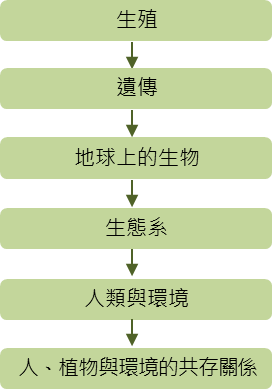 生殖
遺傳
地球上的生物
生態系
人類與環境
人、植物與環境的共存關係